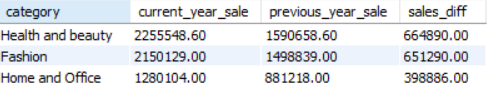 category current_year_sale previous_year_sale sales_diff
Health and beauty 2255548.60 1590658.60 664890.00
Fashion 2150129.00 1498839.00 651290.00
Home and Office 1280104.00 881218.00 398886.00